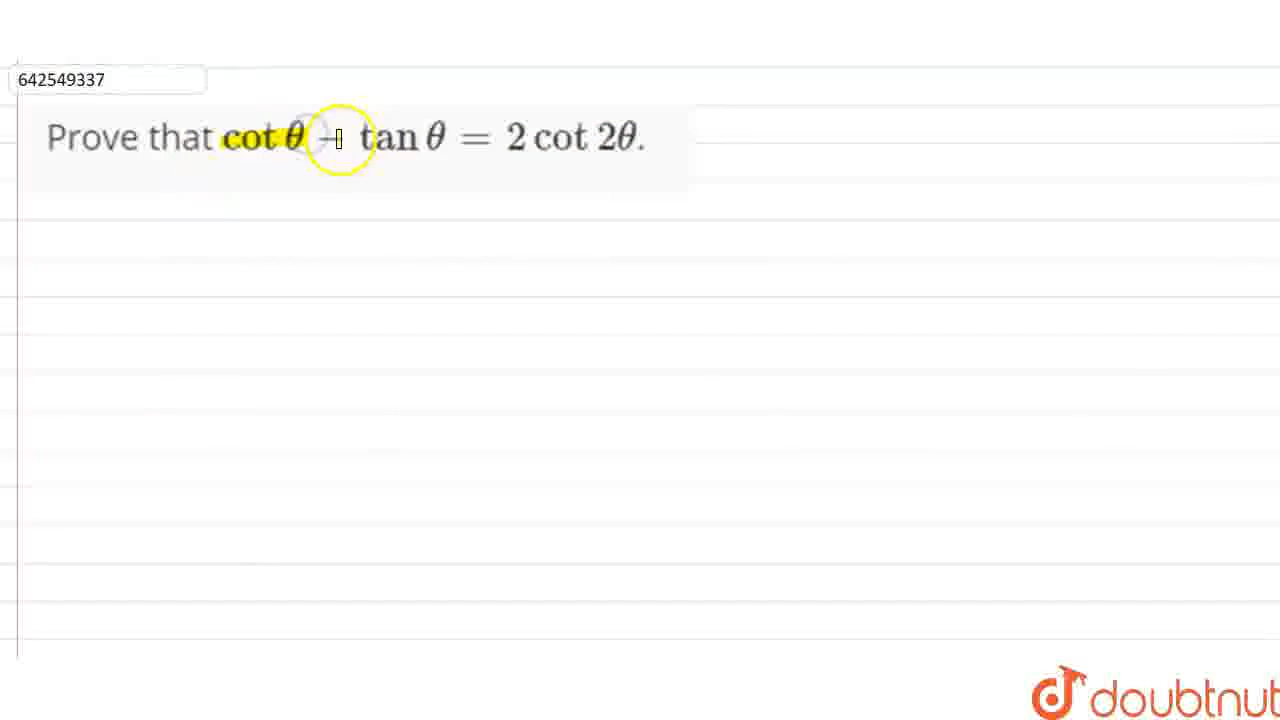 642549337
Prove that cot θ − tan θ = 2 cot 2θ.
doubtnut